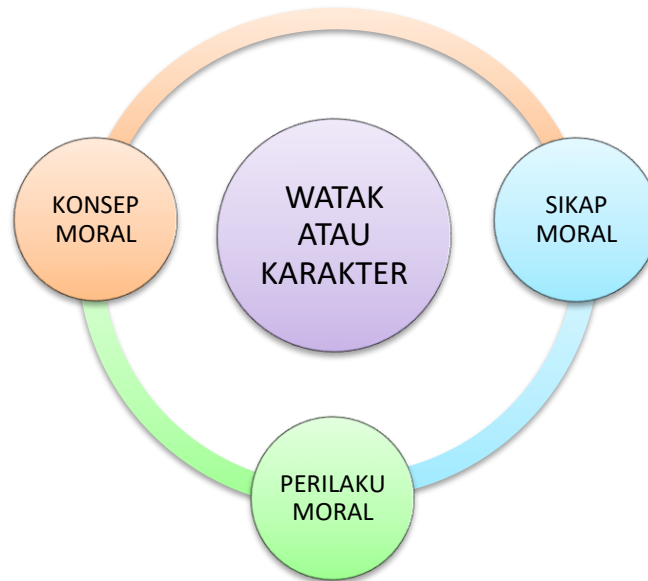 KONSEP
MORAL
WATAK
ATAU
KARAKTER
SIKAP
MORAL
PERILAKU
MORAL